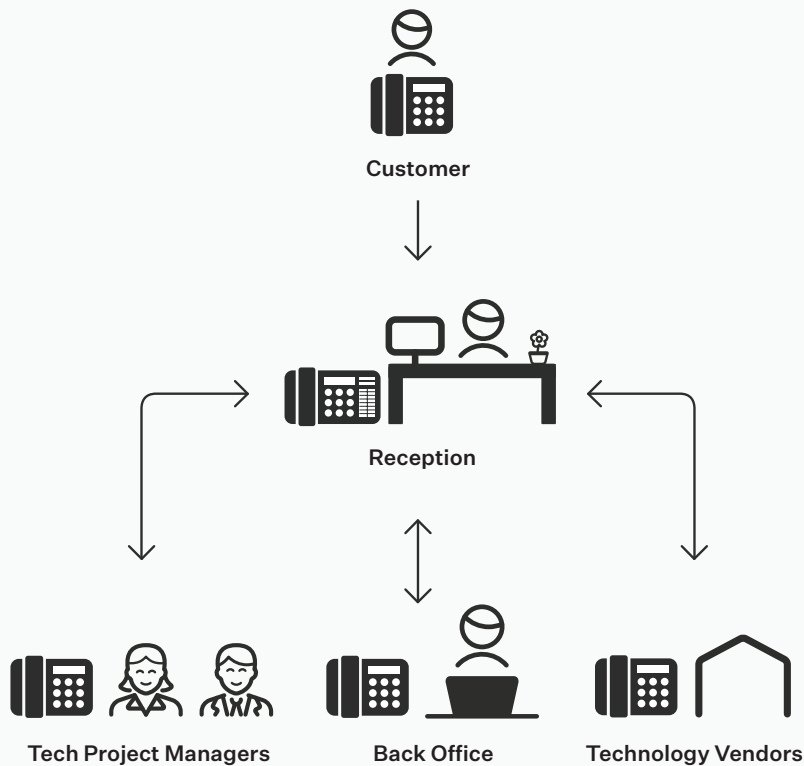 Customer
Reception
Tech Project Managers
Back Office
Technology Vendors